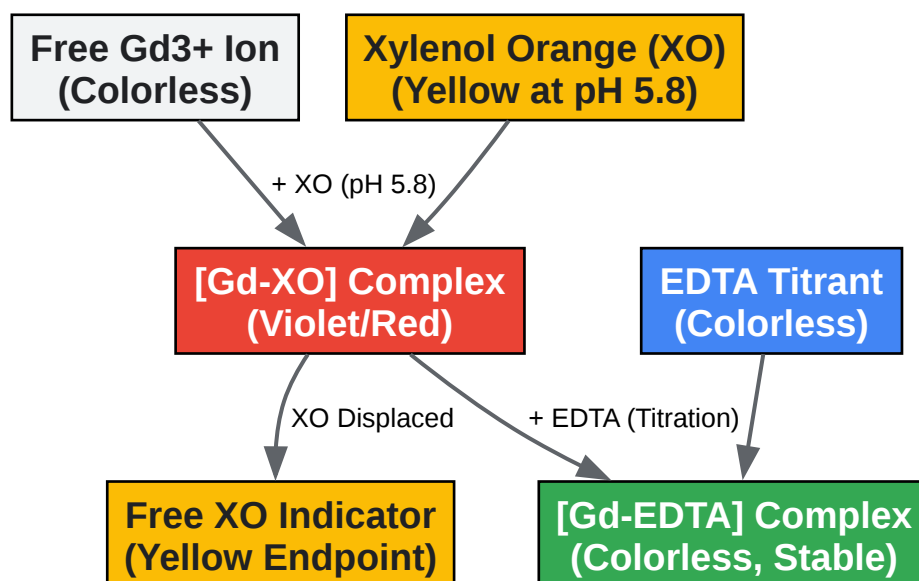 Free Gd3+ Ion
(Colorless)
Xylenol Orange (XO)
(Yellow at pH 5.8)
+ XO (pH 5.8)
[Gd-XO] Complex
(Violet/Red)
EDTA Titrant
(Colorless)
XO Displaced
+ EDTA (Titration)
Free XO Indicator
(Yellow Endpoint)
[Gd-EDTA] Complex
(Colorless, Stable)